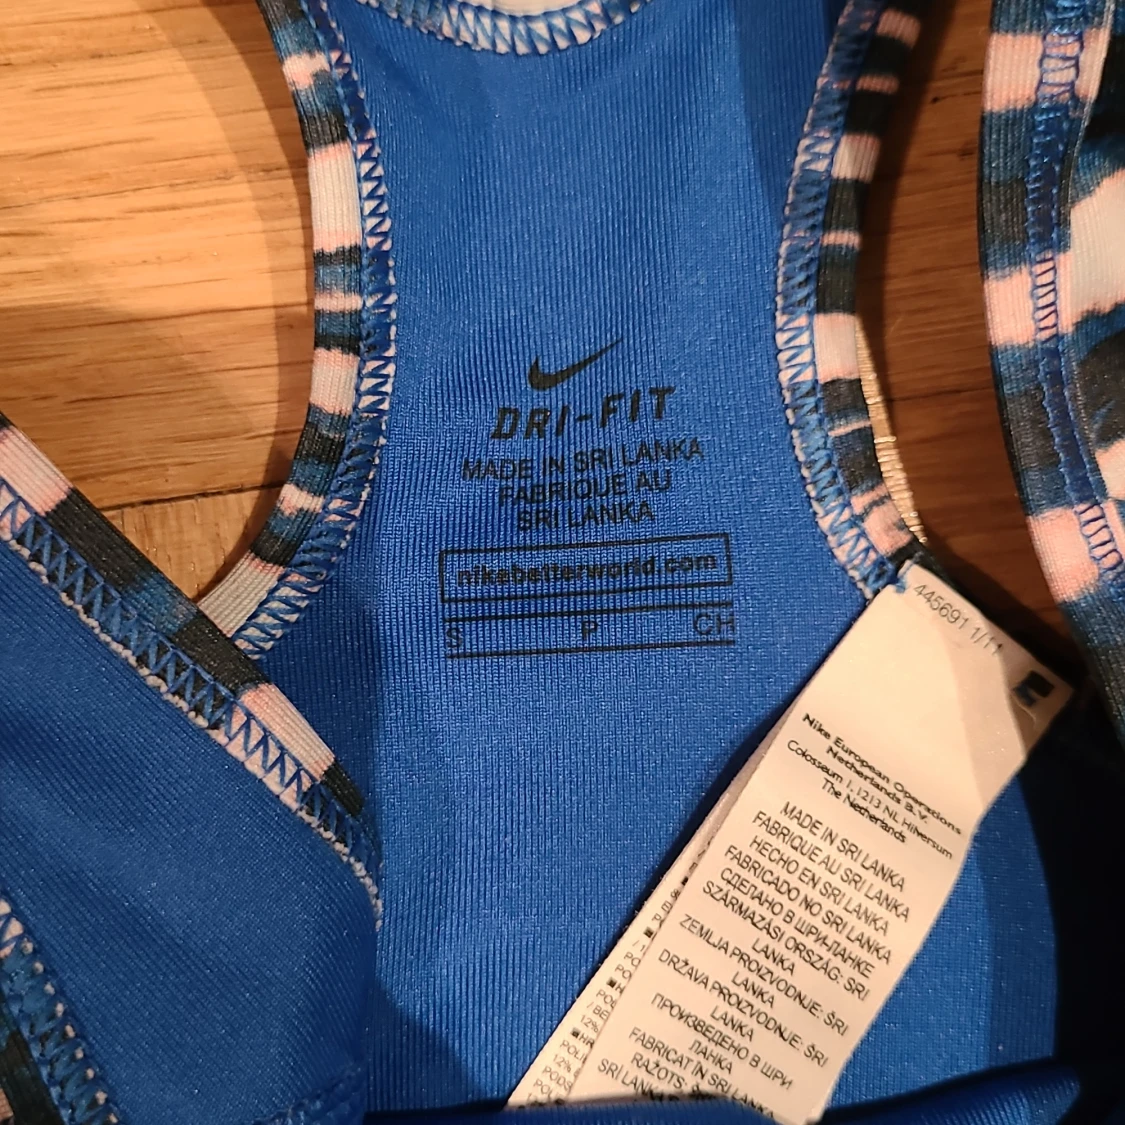 DRI-FIT
MADE IN SRI LANKA
FABRIQUE AU
SRI LANKA
nikebetterworld.com
S P CH
445691 1/11
Nike European Operations
Netherlands B.V.
Colosseum 1, 1213 NL Hilversum
The Netherlands
MADE IN SRI LANKA
FABRIQUE AU SRI LANKA
HECHO EN SRI LANKA
FABRICADO NO SRI LANKA
СДЕЛАНО В ШРИ-ЛАНКЕ
SZÁRMAZÁSI ORSZÁG: SRI
LANKA
ZEMLJA PROIZVODNJE: ŠRI
LANKA
DRŽAVA PROIZVODNJE: ŠRI
LANKA
ПРОИЗВЕДЕНО В ШРИ
ЛАНКА
FABRICAT ÎN SRI LANKA
RAŽOTS:
SRI LANKA